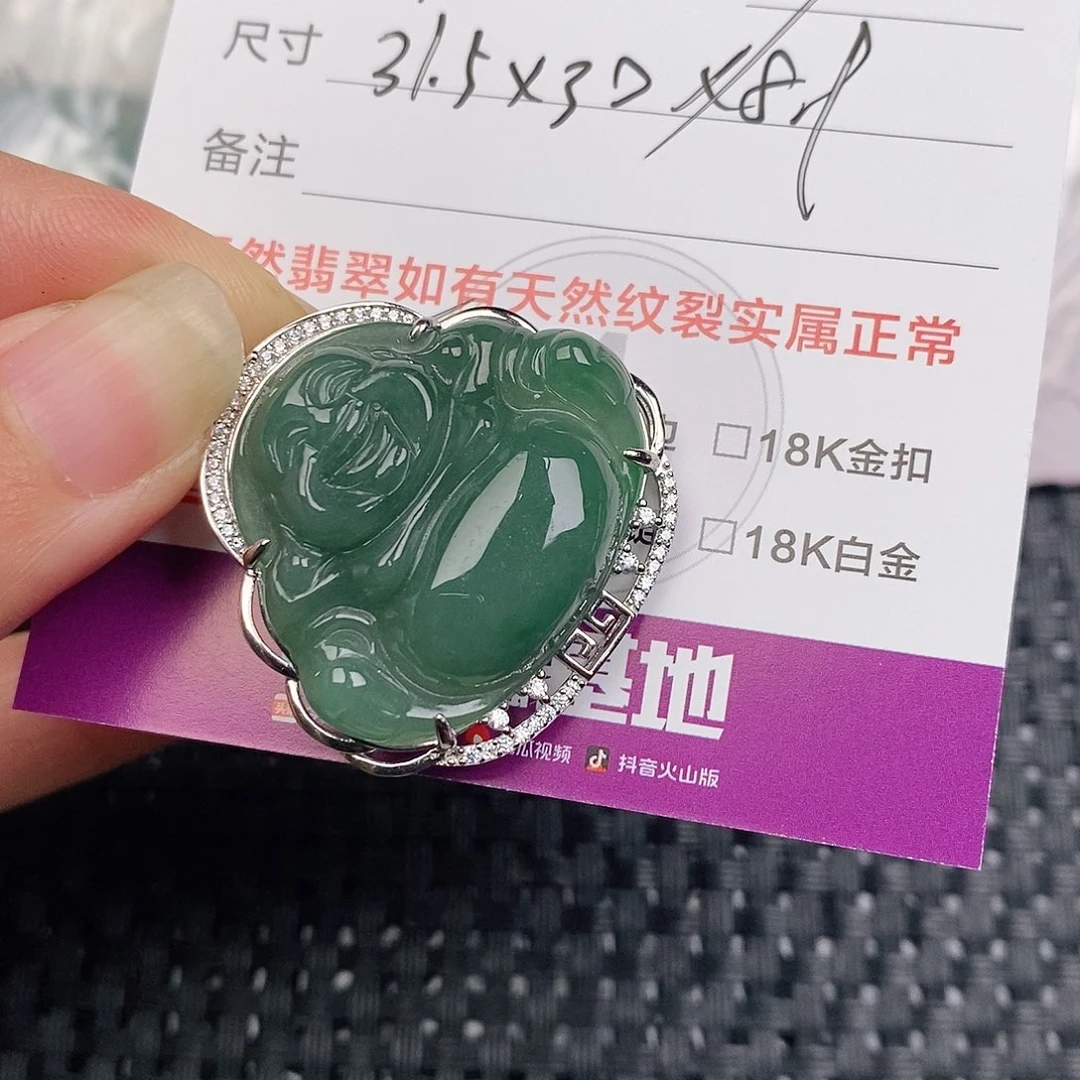 尺寸 31.5X30X8.1
备注
然翡翠如有天然纹裂实属正常
□18K金扣
□18K白金
基地
瓜视频 抖音火山版